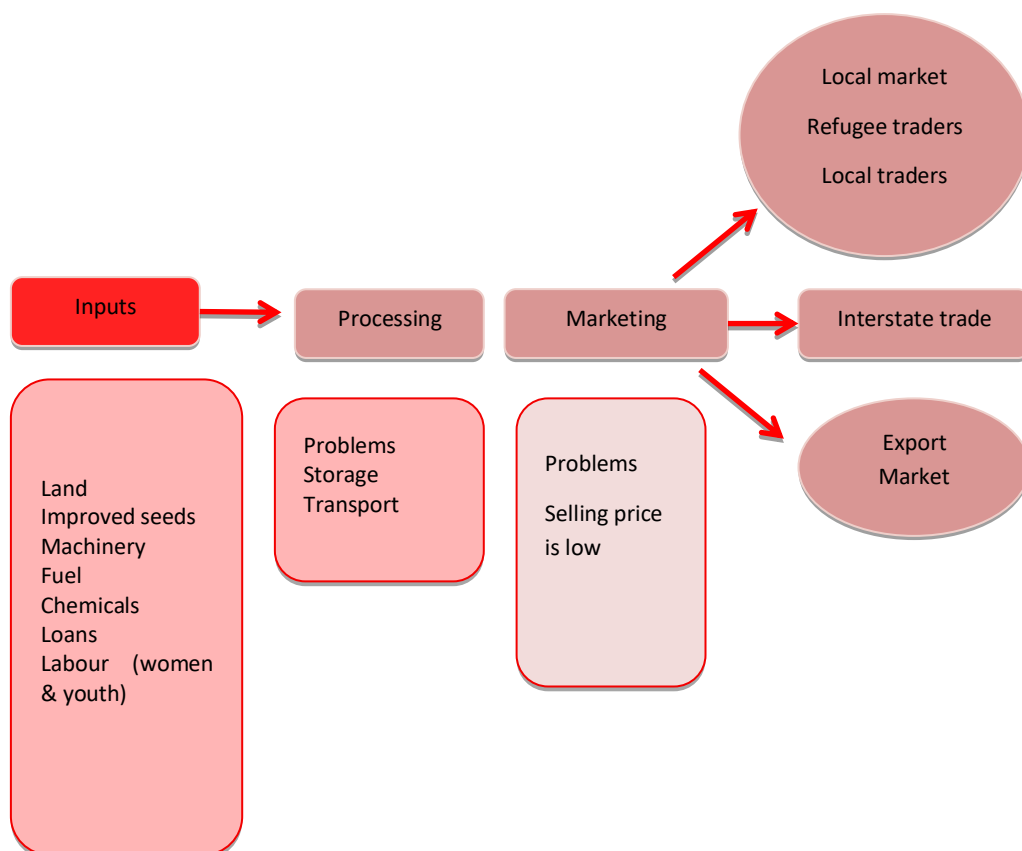 Local market
Refugee traders
Local traders
Inputs
Processing
Marketing
Interstate trade
Land
Improved seeds
Machinery
Fuel
Chemicals
Loans
Labour (women
& youth)
Problems
Storage
Transport
Problems
Selling price
is low
Export
Market